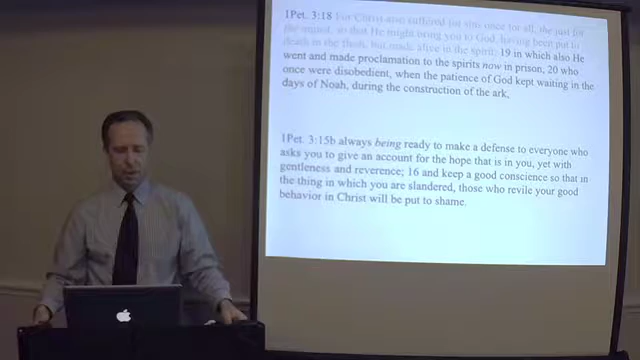 1Pet. 3:18 For Christ also suffered for sins once for all, the just for
the unjust, so that He might bring you to God, having been put to
death in the flesh, but made alive in the spirit; 19 in which also He
went and made proclamation to the spirits now in prison, 20 who
once were disobedient, when the patience of God kept waiting in the
days of Noah, during the construction of the ark,
1Pet. 3:15b always being ready to make a defense to everyone who
asks you to give an account for the hope that is in you, yet with
gentleness and reverence; 16 and keep a good conscience so that in
the thing in which you are slandered, those who revile your good
behavior in Christ will be put to shame.